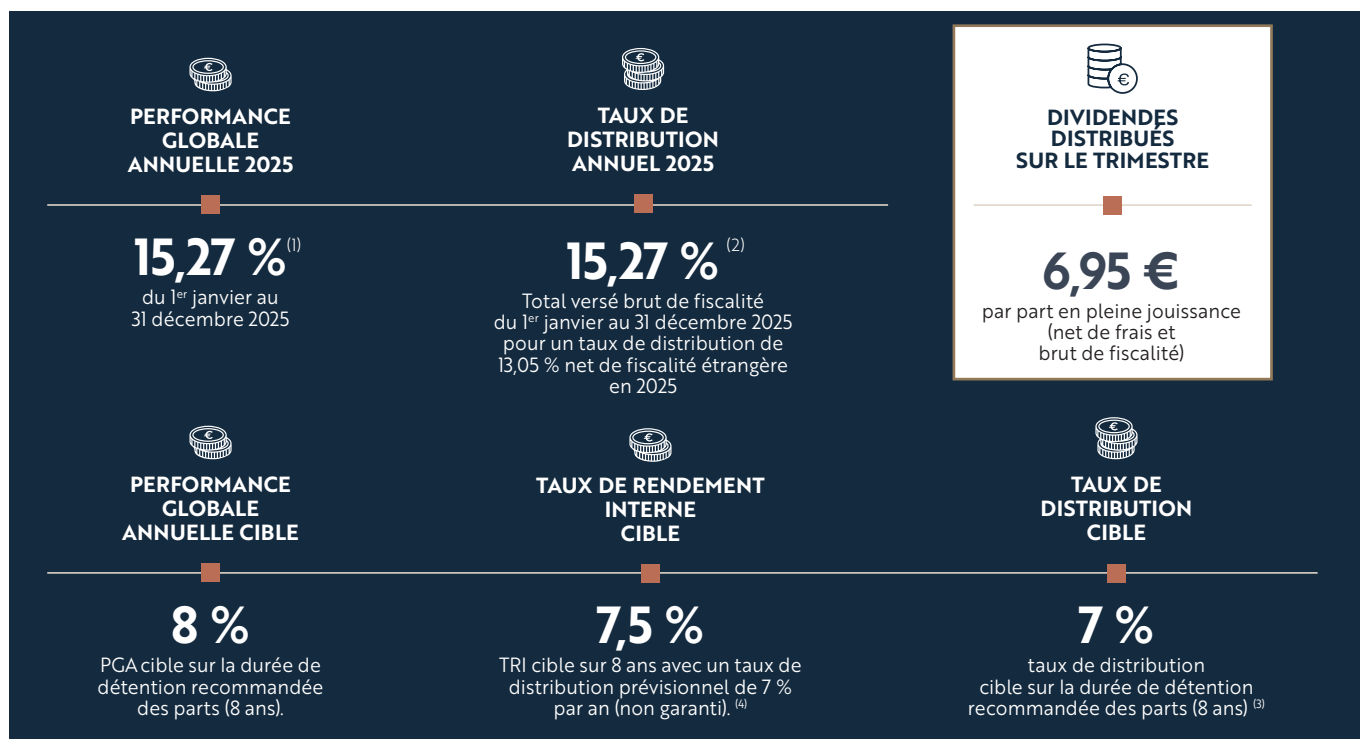 PERFORMANCE
GLOBALE
ANNUELLE 2025
15,27 % (1)
du 1er janvier au
31 décembre 2025
TAUX DE
DISTRIBUTION
ANNUEL 2025
15,27 % (2)
Total versé brut de fiscalité
du 1er janvier au 31 décembre 2025
pour un taux de distribution de
13,05 % net de fiscalité étrangère
en 2025
DIVIDENDES
DISTRIBUÉS
SUR LE TRIMESTRE
6,95 €
par part en pleine jouissance
(net de frais et
brut de fiscalité)
PERFORMANCE
GLOBALE
ANNUELLE CIBLE
8 %
PGA cible sur la durée de
détention recommandée
des parts (8 ans).
TAUX DE RENDEMENT
INTERNE
CIBLE
7,5 %
TRI cible sur 8 ans avec un taux de
distribution prévisionnel de 7 %
par an (non garanti). (4)
TAUX DE
DISTRIBUTION
CIBLE
7 %
taux de distribution
cible sur la durée de détention
recommandée des parts (8 ans) (3)